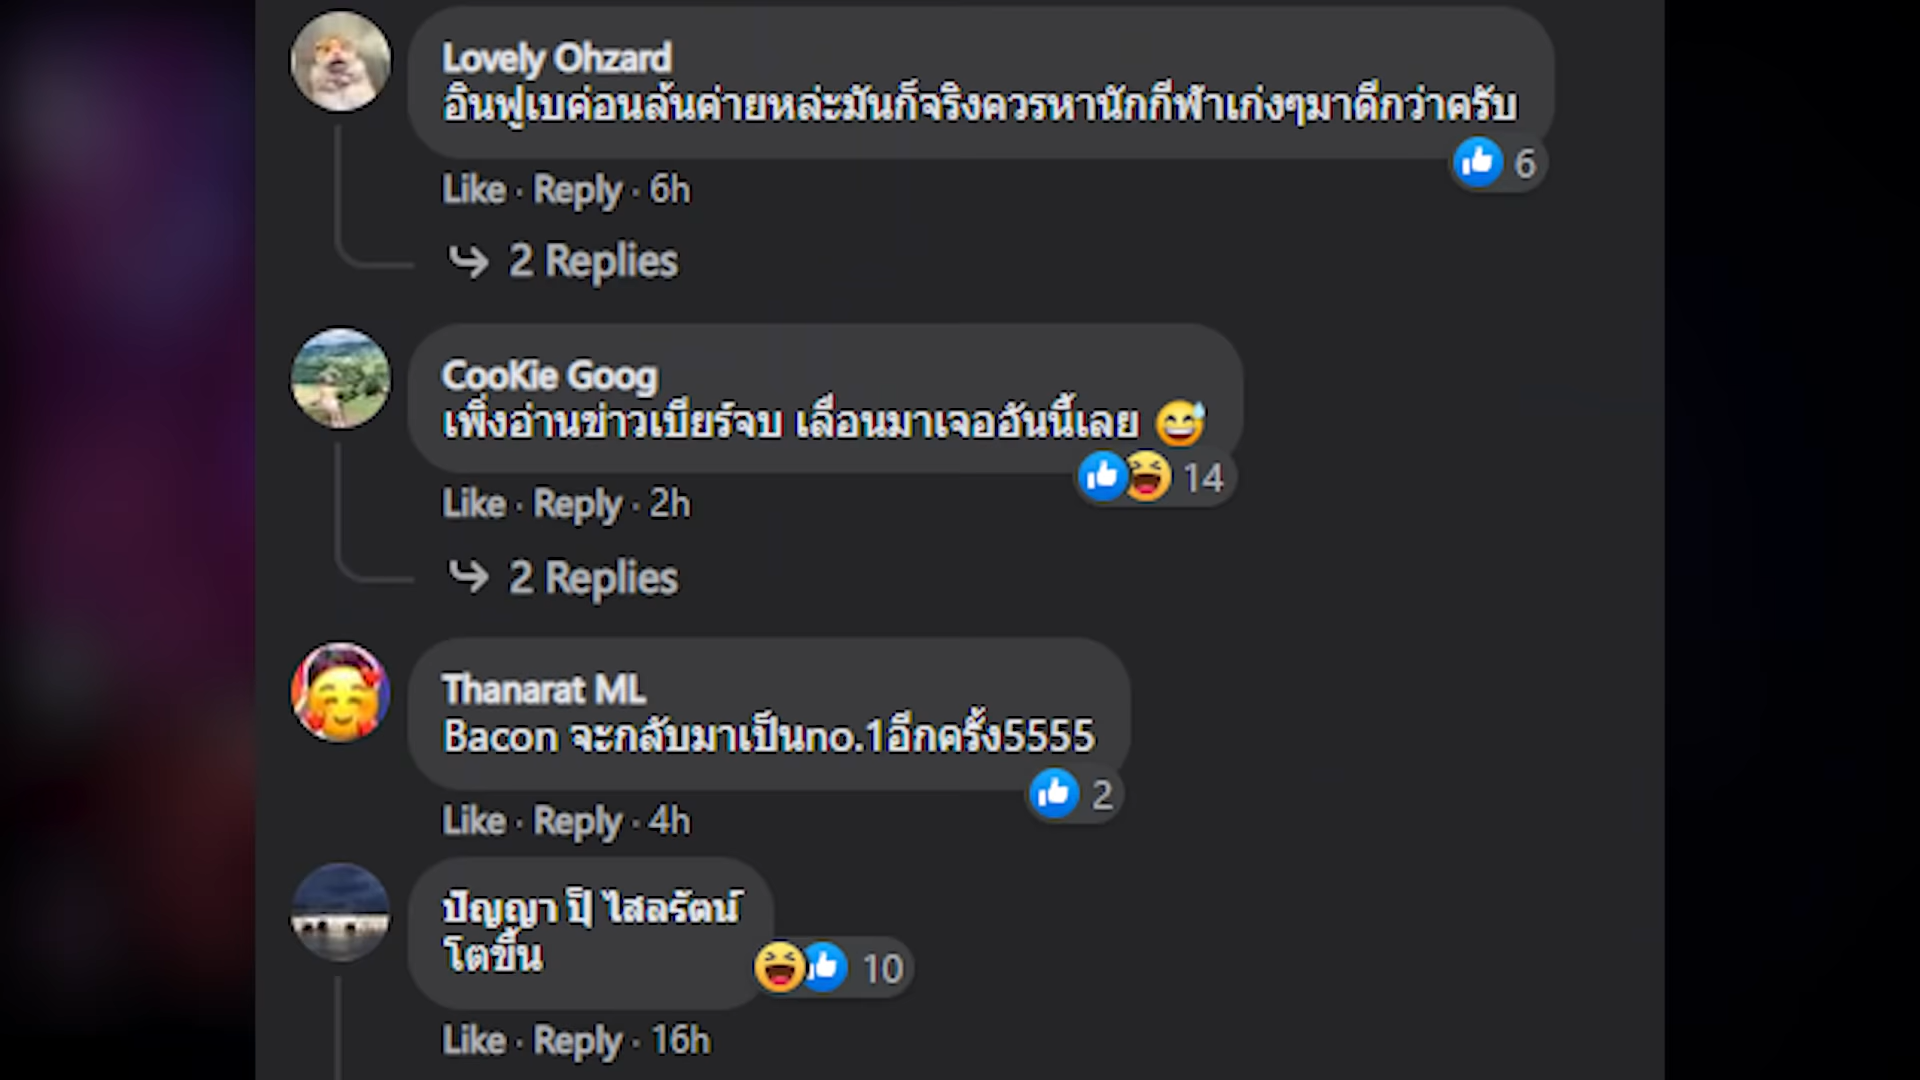 Lovely Ohzard
อินฟูเบค่อนล้นค่ายหล่ะมันก็จริงควรหานักกีฬาเก่งๆมาดีกว่าครับ
6
Like · Reply · 6h
2 Replies
CooKie Goog
เพิ่งอ่านข่าวเบียร์จบ เลื่อนมาเจออันนี้เลย 😅
14
Like · Reply · 2h
2 Replies
Thanarat ML
Bacon จะกลับมาเป็นno.1อีกครั้ง5555
2
Like · Reply · 4h
ปัญญา ปุ๊ ไสลรัตน์
โตขึ้น
10
Like · Reply · 16h